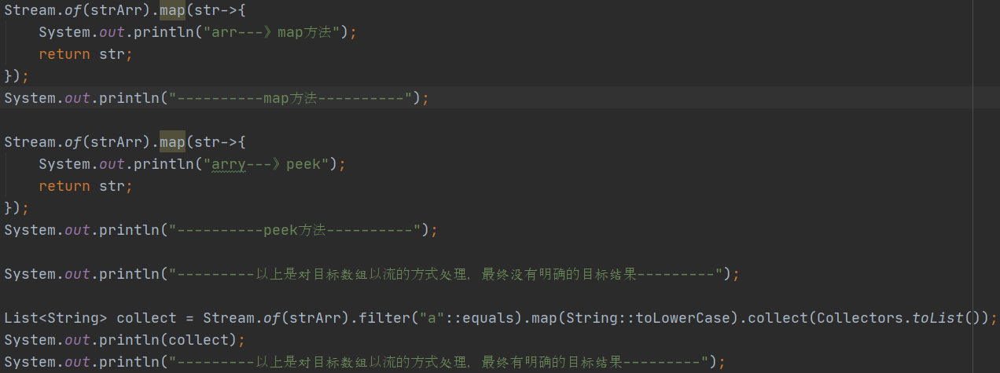 Stream.of(strArr).map(str->{
    System.out.println("arr---》map方法");
    return str;
});
System.out.println("----------map方法----------");
Stream.of(strArr).map(str->{
    System.out.println("arry---》peek");
    return str;
});
System.out.println("----------peek方法----------");
System.out.println("---------以上是对目标数组以流的方式处理，最终没有明确的目标结果---------");
List<String> collect = Stream.of(strArr).filter("a"::equals).map(String::toLowerCase).collect(Collectors.toList());
System.out.println(collect);
System.out.println("---------以上是对目标数组以流的方式处理，最终有明确的目标结果---------");